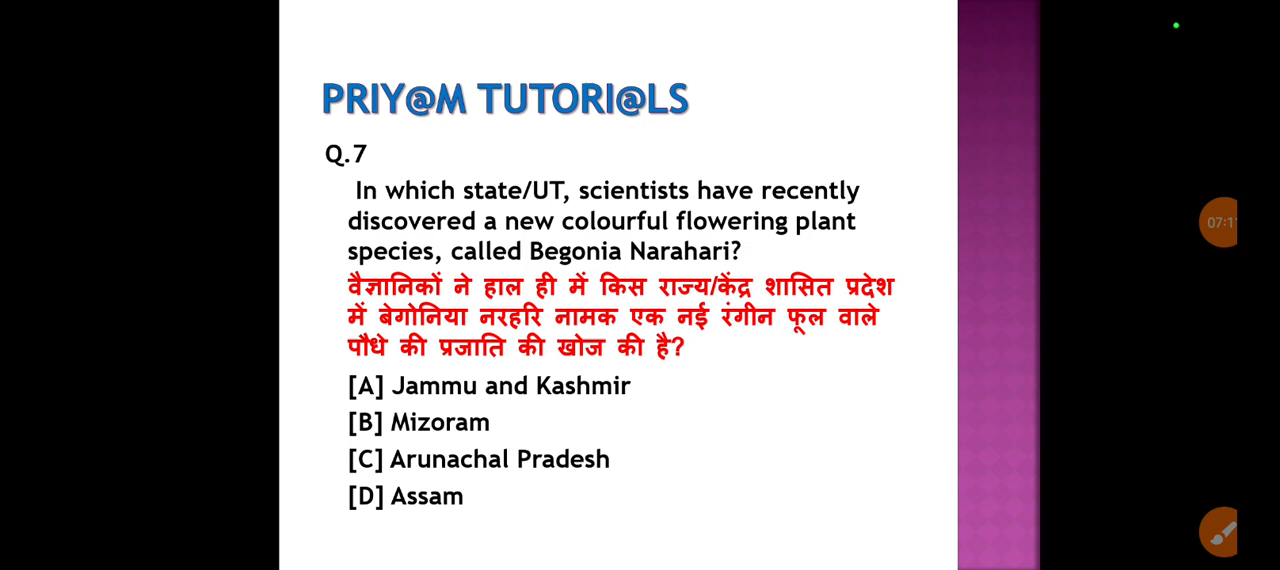 PRIY@M TUTORI@LS
Q.7
In which state/UT, scientists have recently
discovered a new colourful flowering plant
species, called Begonia Narahari?
वैज्ञानिकों ने हाल ही में किस राज्य/केंद्र शासित प्रदेश
में बेगोनिया नरहरि नामक एक नई रंगीन फूल वाले
पौधे की प्रजाति की खोज की है?
[A] Jammu and Kashmir
[B] Mizoram
[C] Arunachal Pradesh
[D] Assam